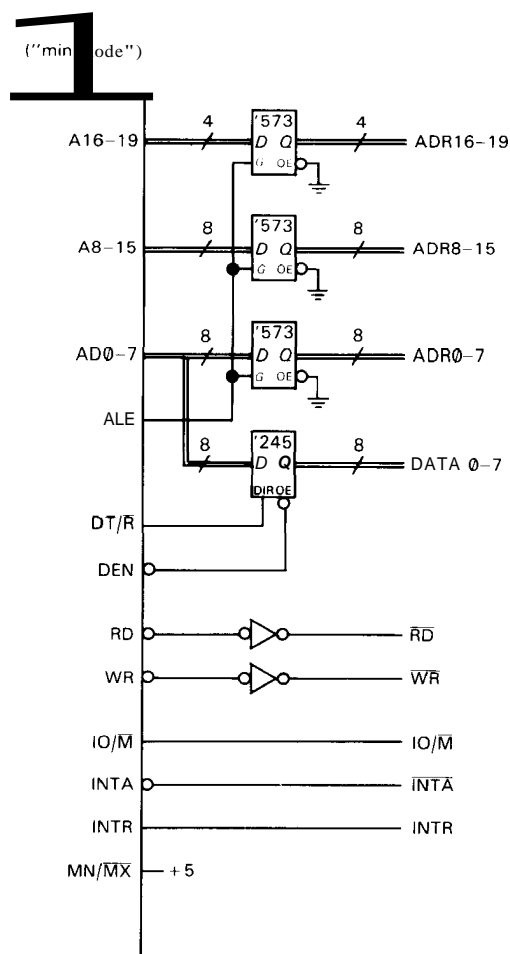 1
("min ode")
4 '573 4
A16-19 D Q ADR16-19
G OE
8 '573 8
A8-15 D Q ADR8-15
G OE
8 '573 8
AD0-7 D Q ADR0-7
G OE
ALE
8 '245 8
D Q DATA 0-7
DIR OE
DT/R̅
DEN
RD R̅D̅
WR W̅R̅
IO/M̅ IO/M̅
INTA I̅N̅T̅A̅
INTR INTR
MN/M̅X̅ +5